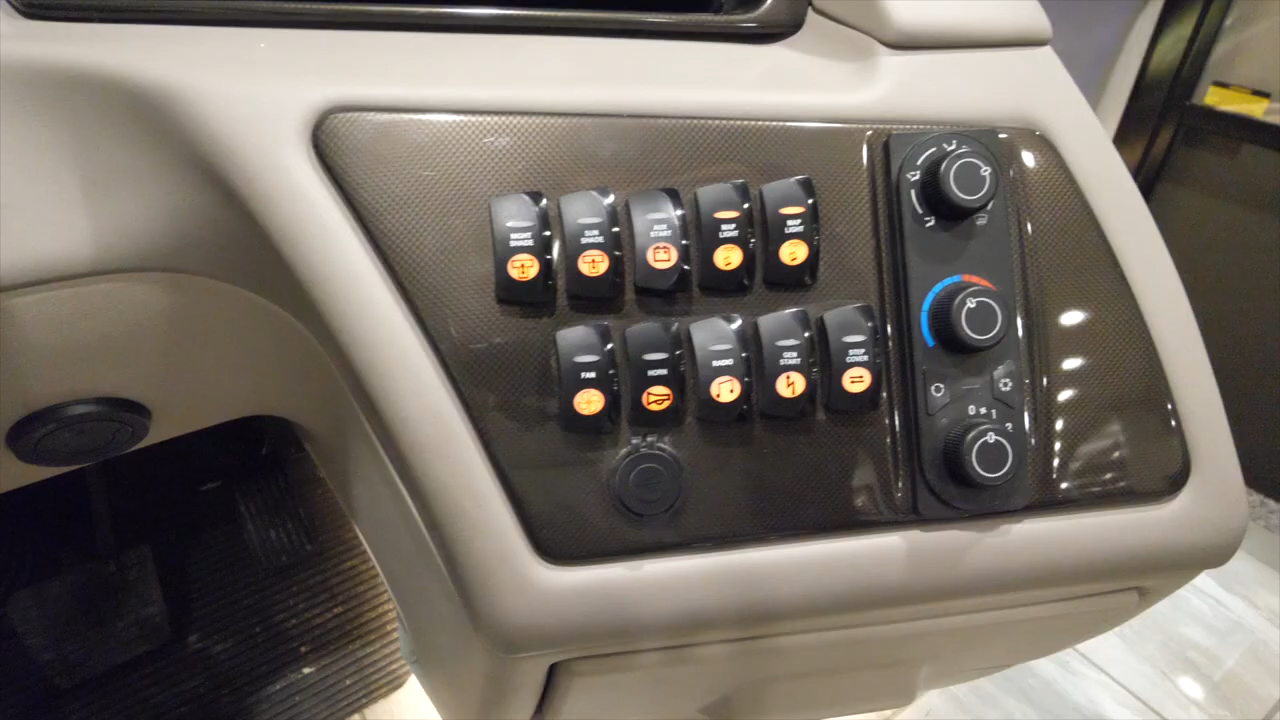 NIGHT
SHADE
SUN
SHADE
AUX
START
MAP
LIGHT
MAP
LIGHT
FAN
HORN
RADIO
GEN
START
STEP
COVER
0 1
2